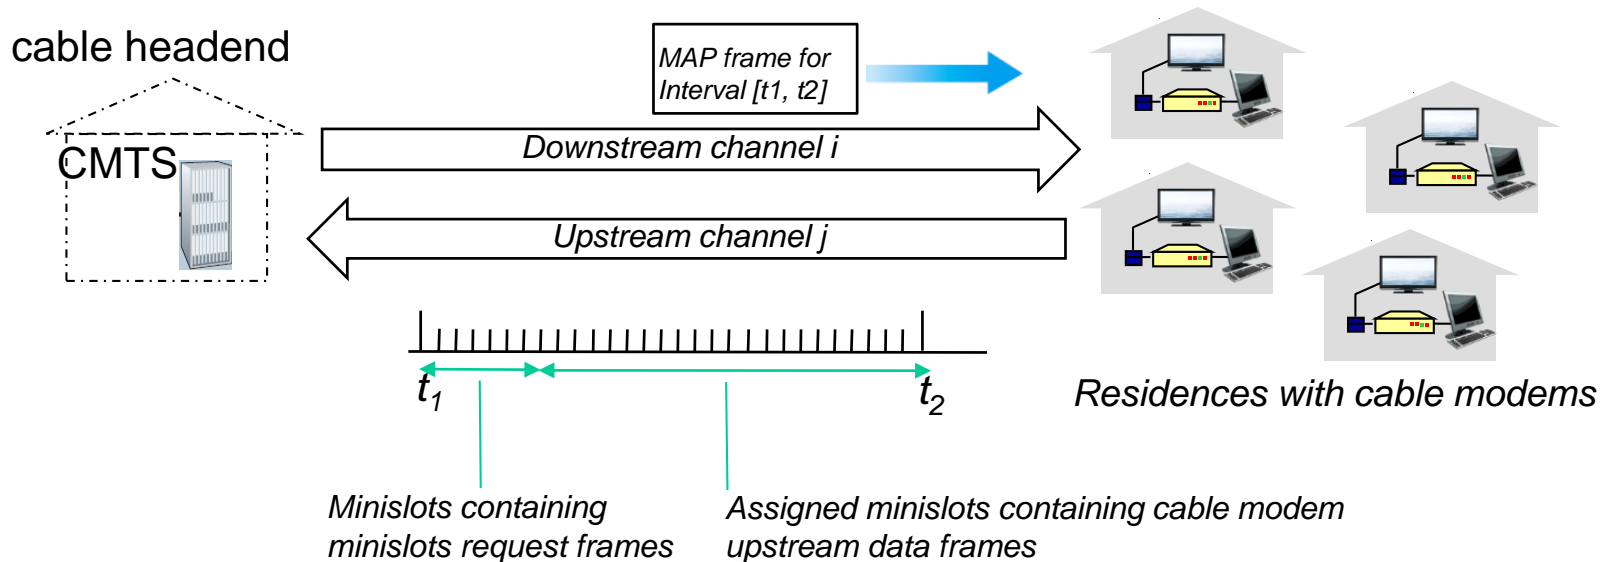 cable headend
MAP frame for
Interval [t1, t2]
CMTS
Downstream channel i
Upstream channel j
t1
t2
Residences with cable modems
Minislots containing
minislots request frames
Assigned minislots containing cable modem
upstream data frames